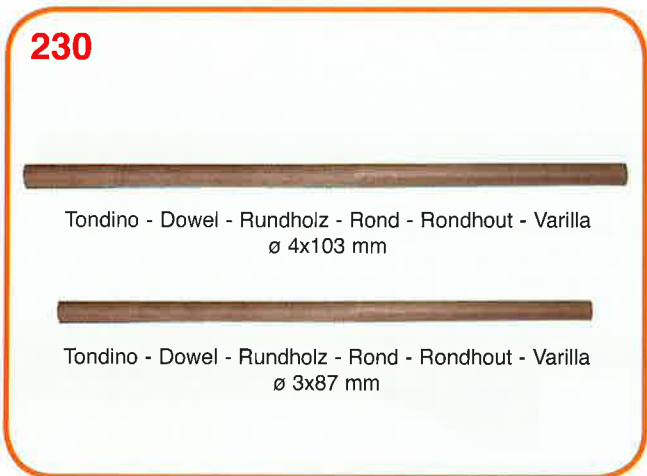 230
Tondino - Dowel - Rundholz - Rond - Rondhout - Varilla
ø 4x103 mm
Tondino - Dowel - Rundholz - Rond - Rondhout - Varilla
ø 3x87 mm